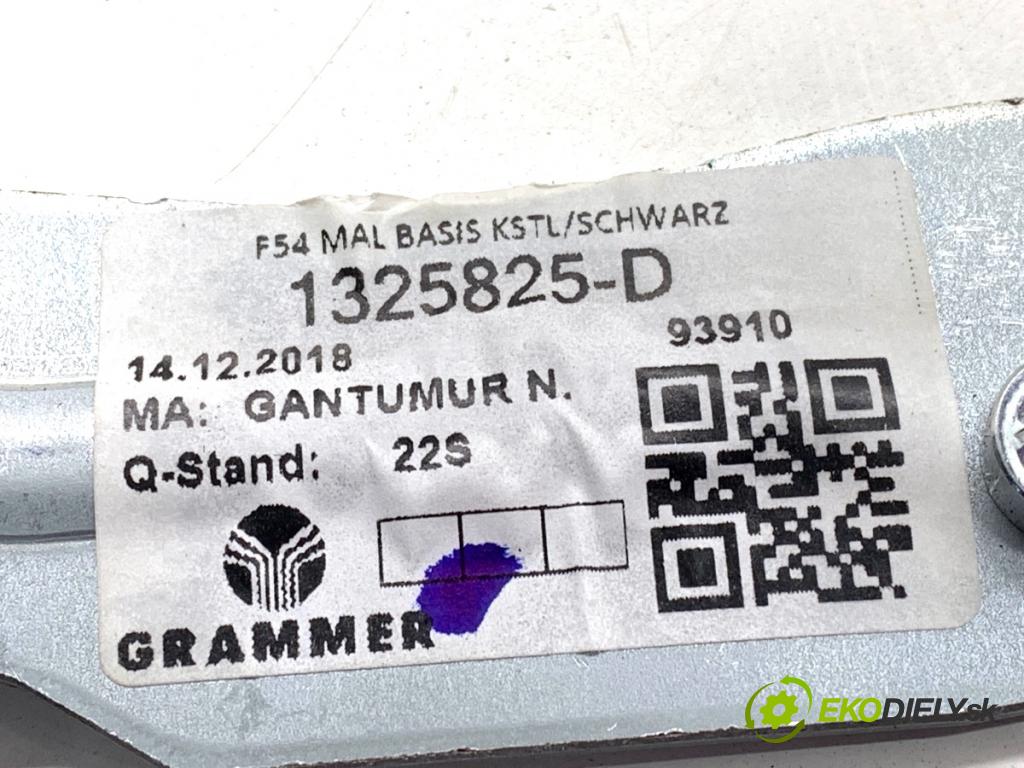 F54 MAL BASIS KSTL/SCHWARZ
1325825-D
93910
14.12.2018
MA: GANTUMUR N.
Q-Stand: 22S
GRAMMER
EKODIELY.sk